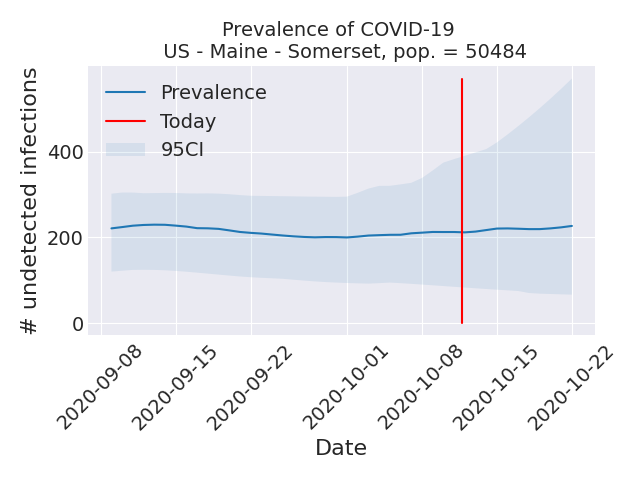 Prevalence of COVID-19
US - Maine - Somerset, pop. = 50484
# undetected infections
400
200
0
Prevalence
Today
95CI
2020-09-08
2020-09-15
2020-09-22
2020-10-01
2020-10-08
2020-10-15
2020-10-22
Date